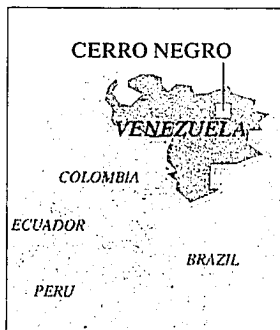 CERRO NEGRO
VENEZUELA
COLOMBIA
ECUADOR
BRAZIL
PERU